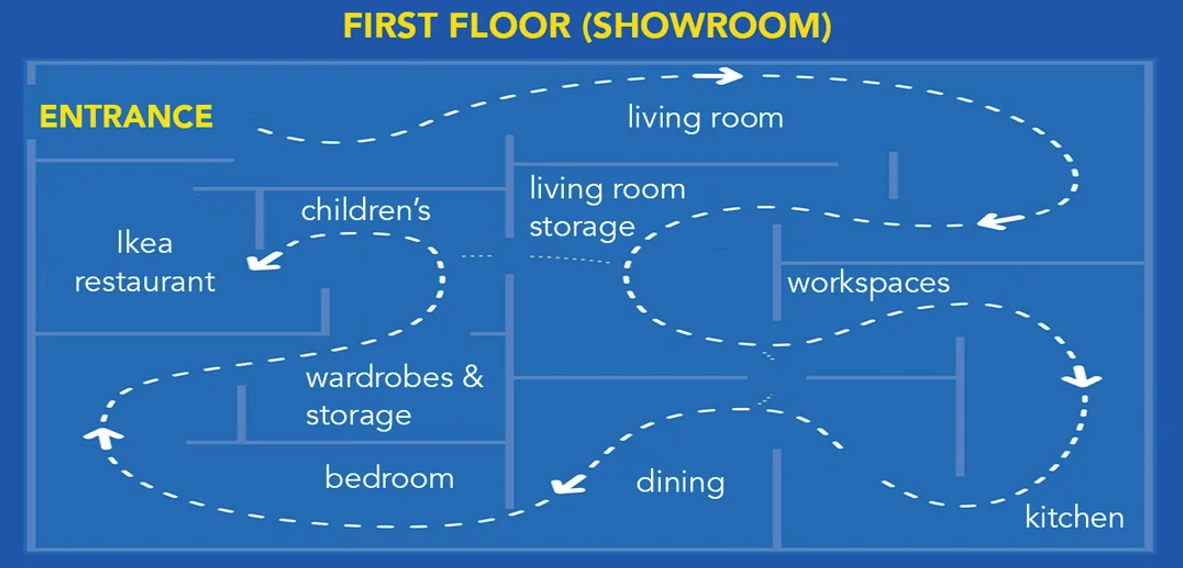 FIRST FLOOR (SHOWROOM)
ENTRANCE
living room
living room
storage
children's
Ikea
restaurant
workspaces
wardrobes &
storage
bedroom
dining
kitchen